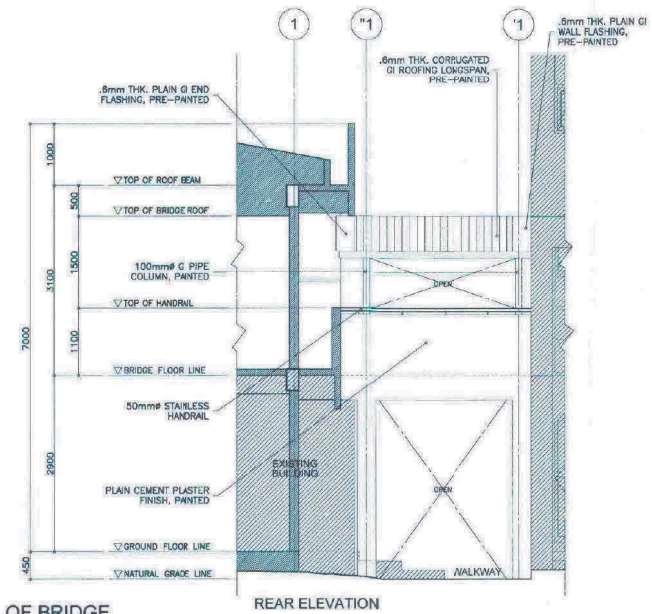 1
"1
'1
.6mm THK. PLAIN GI
WALL FLASHING,
PRE-PAINTED
.6mm THK. CORRUGATED
GI ROOFING LONGSPAN,
PRE-PAINTED
.6mm THK. PLAIN GI END
FLASHING, PRE-PAINTED
1000
TOP OF ROOF BEAM
500
TOP OF BRIDGE ROOF
1500
3100
100mmø G PIPE
COLUMN, PAINTED
OPEN
TOP OF HANDRAIL
7000
1100
BRIDGE FLOOR LINE
50mmø STAINLESS
HANDRAIL
2900
EXISTING
BUILDING
PLAIN CEMENT PLASTER
FINISH, PAINTED
OPEN
GROUND FLOOR LINE
450
NATURAL GRADE LINE
WALKWAY
OF BRIDGE
REAR ELEVATION